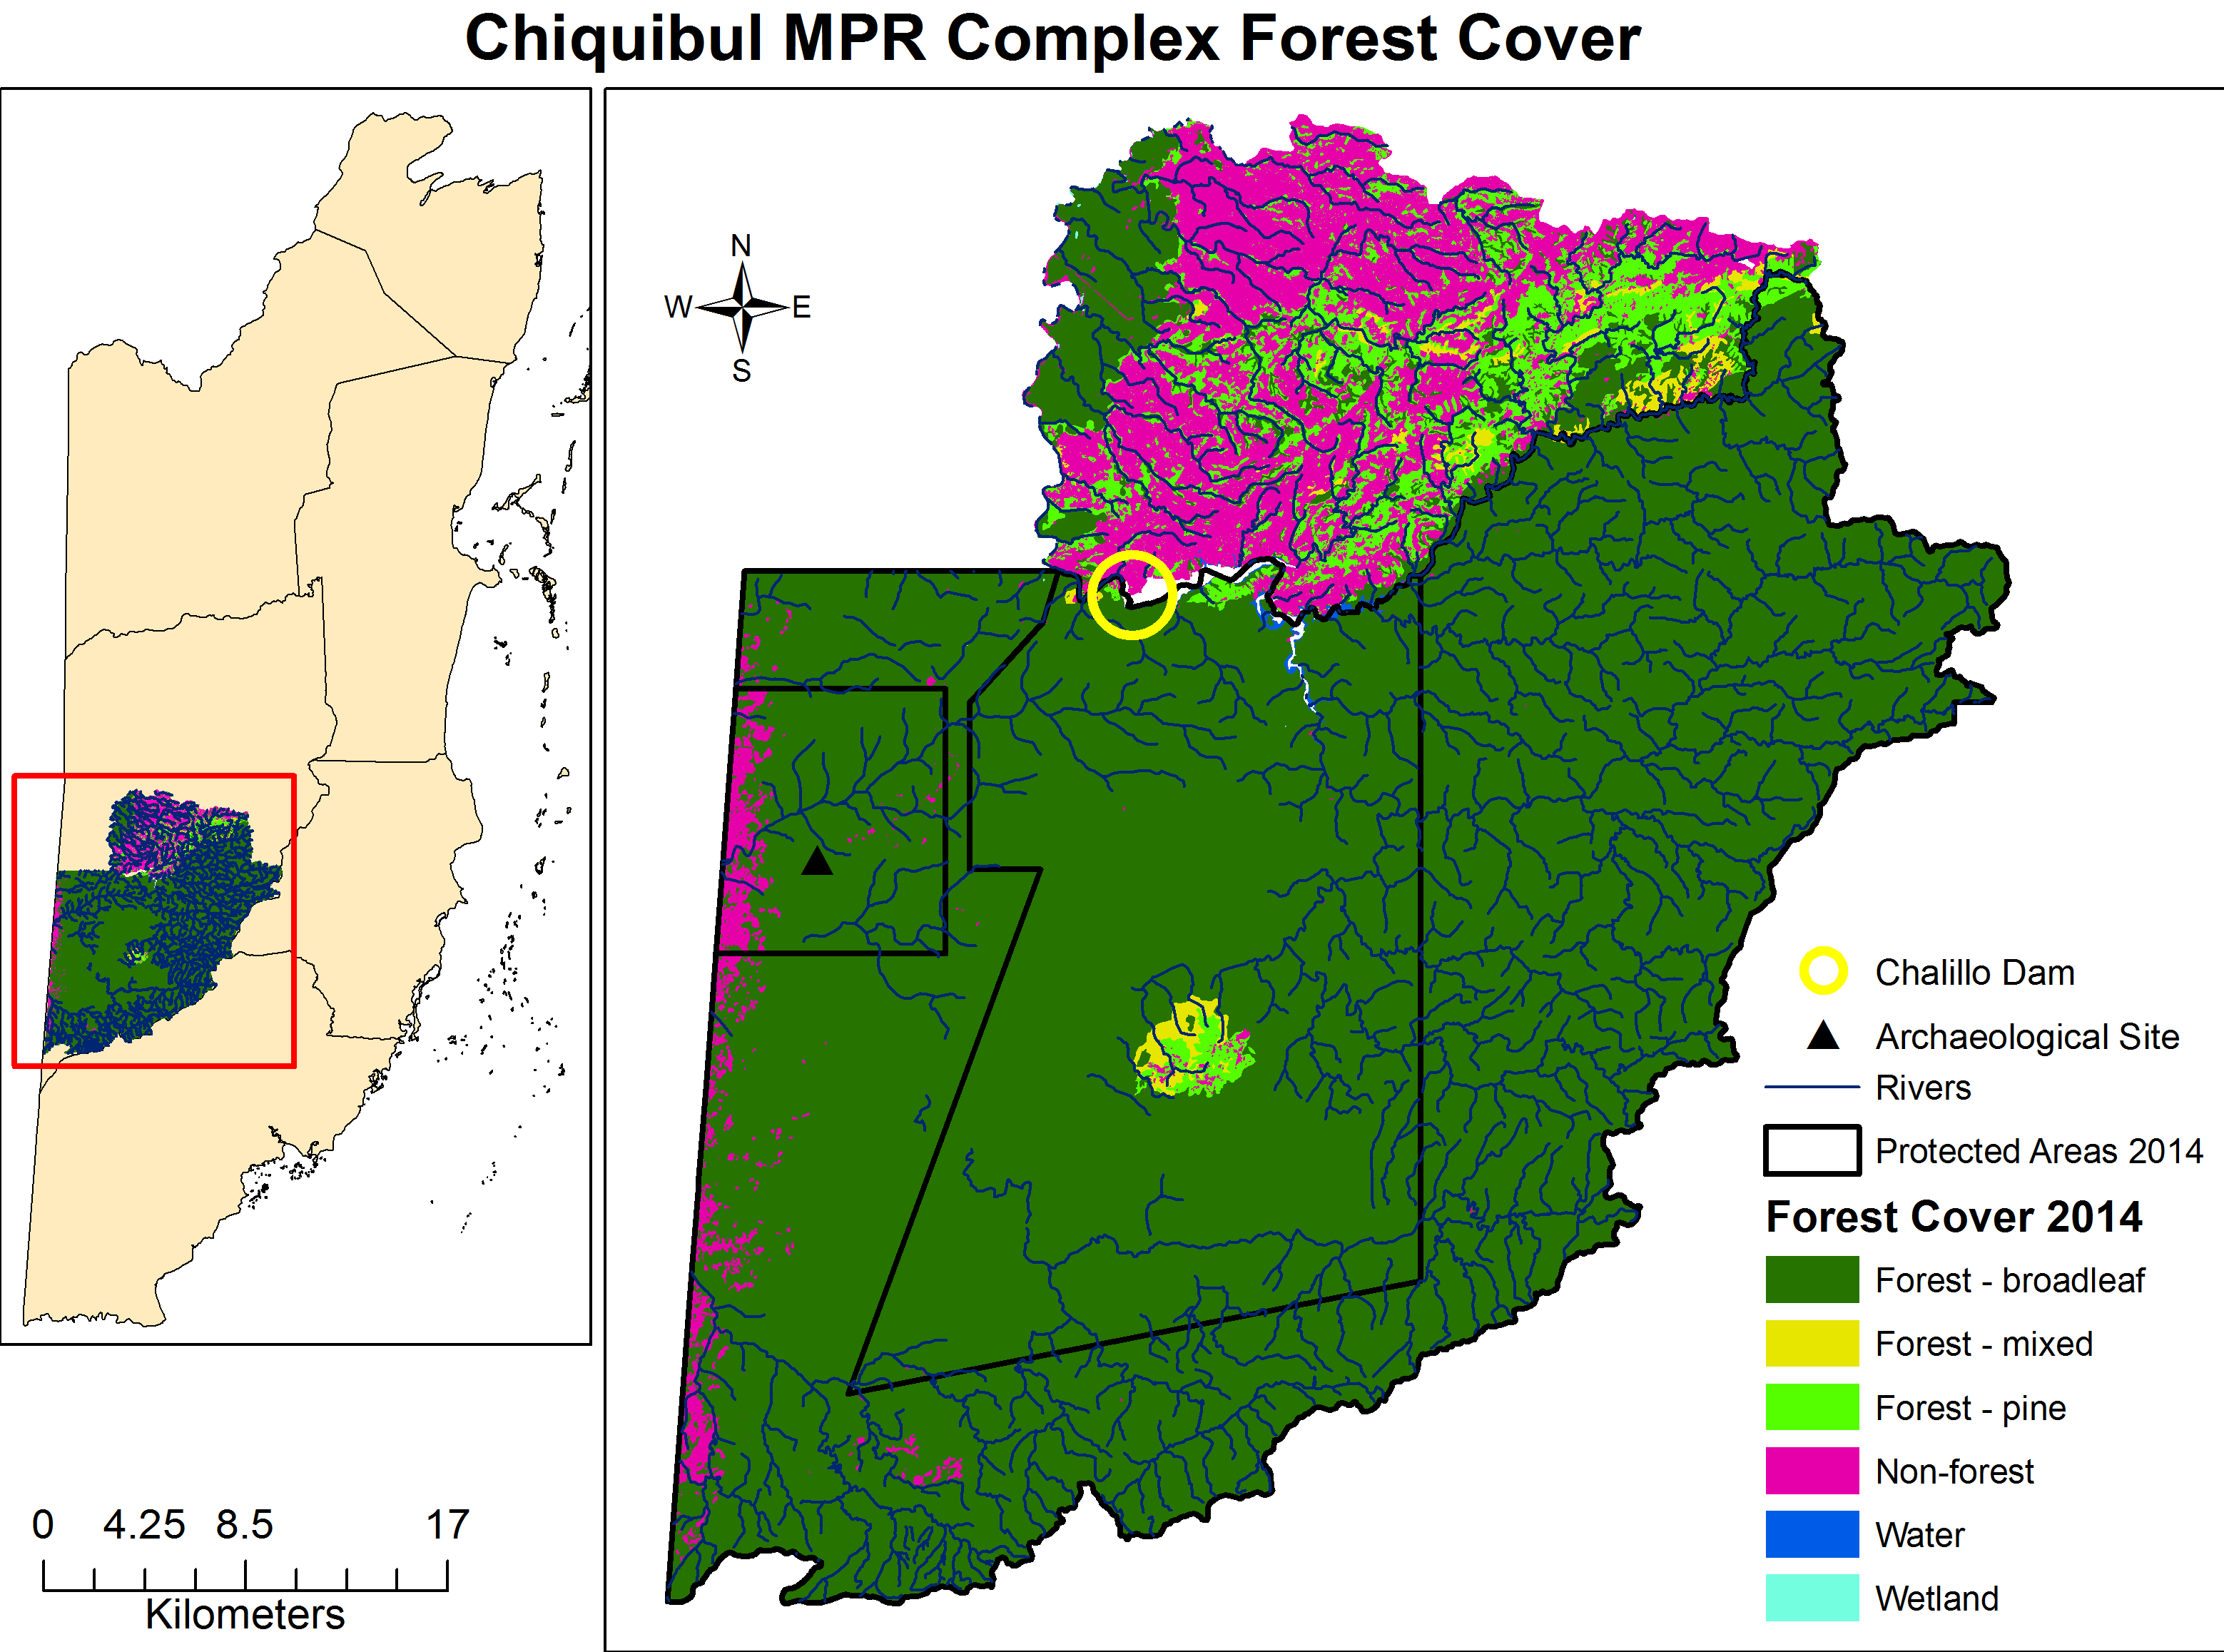 Chiquibul MPR Complex Forest Cover
N
W E
S
Chalillo Dam
Archaeological Site
Rivers
Protected Areas 2014
Forest Cover 2014
Forest - broadleaf
Forest - mixed
Forest - pine
Non-forest
Water
Wetland
0 4.25 8.5 17
Kilometers